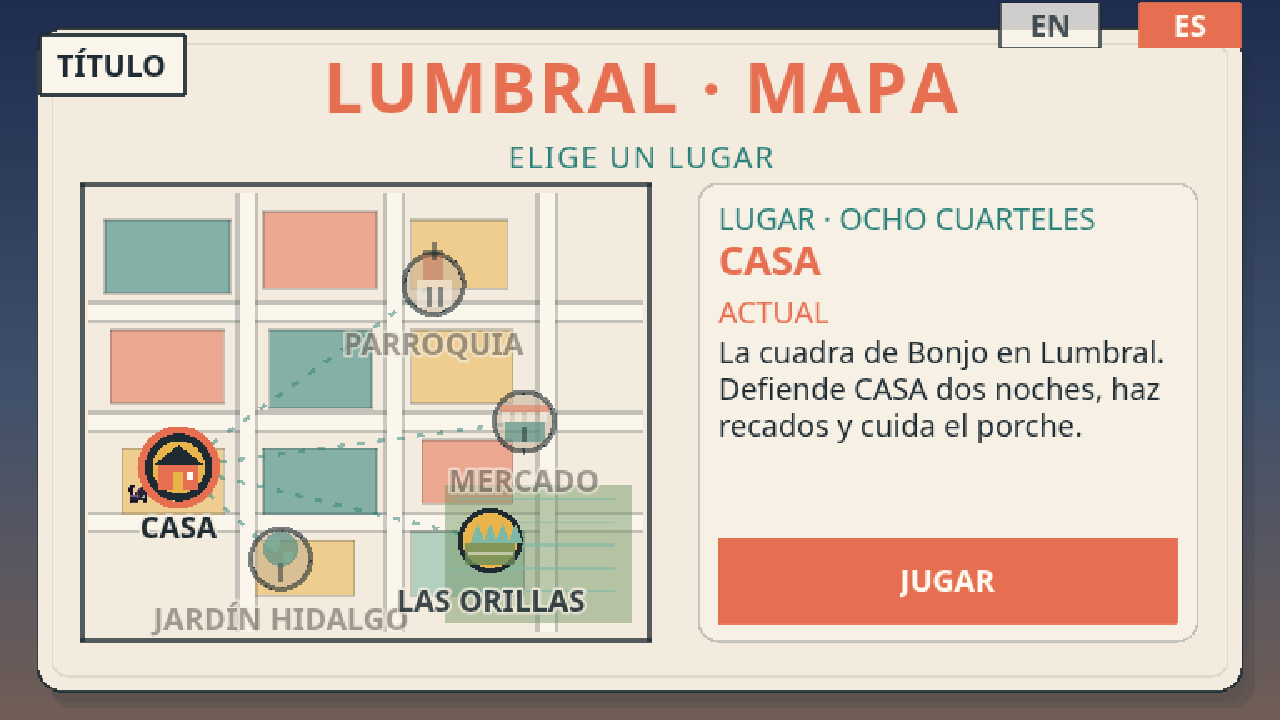 EN
ES
TÍTULO
LUMBRAL · MAPA
ELIGE UN LUGAR
PARROQUIA
MERCADO
CASA
LAS ORILLAS
JARDÍN HIDALGO
LUGAR · OCHO CUARTELES
CASA
ACTUAL
La cuadra de Bonjo en Lumbral.
Defiende CASA dos noches, haz
recados y cuida el porche.
JUGAR